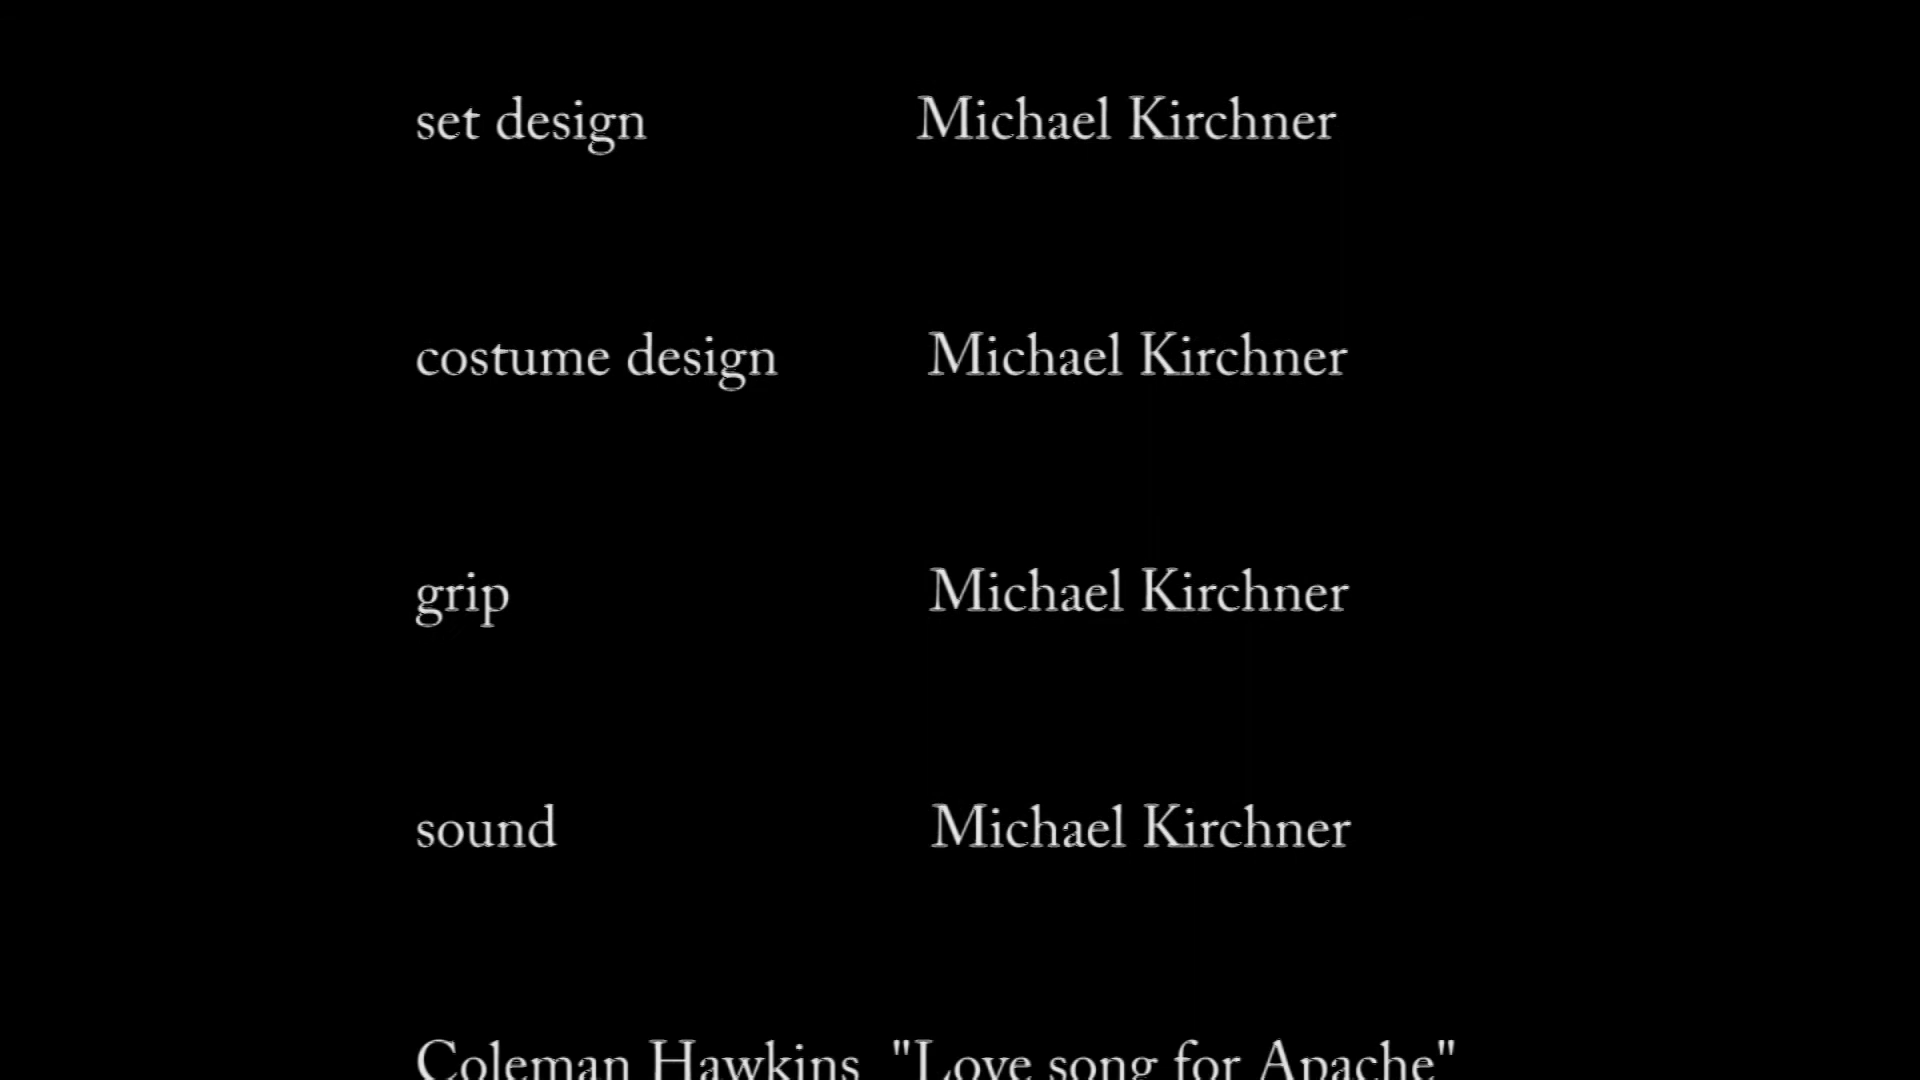 set design Michael Kirchner
costume design Michael Kirchner
grip Michael Kirchner
sound Michael Kirchner
Coleman Hawkins "Love song for Apache"